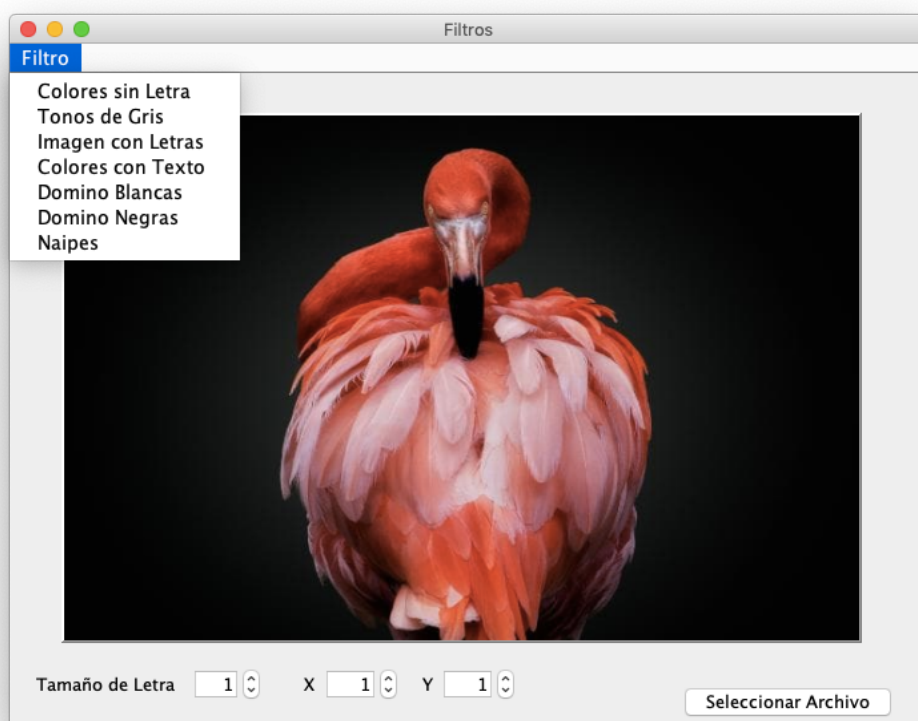 Filtros
Filtro
Colores sin Letra
Tonos de Gris
Imagen con Letras
Colores con Texto
Domino Blancas
Domino Negras
Naipes
Tamaño de Letra 1 X 1 Y 1
Seleccionar Archivo